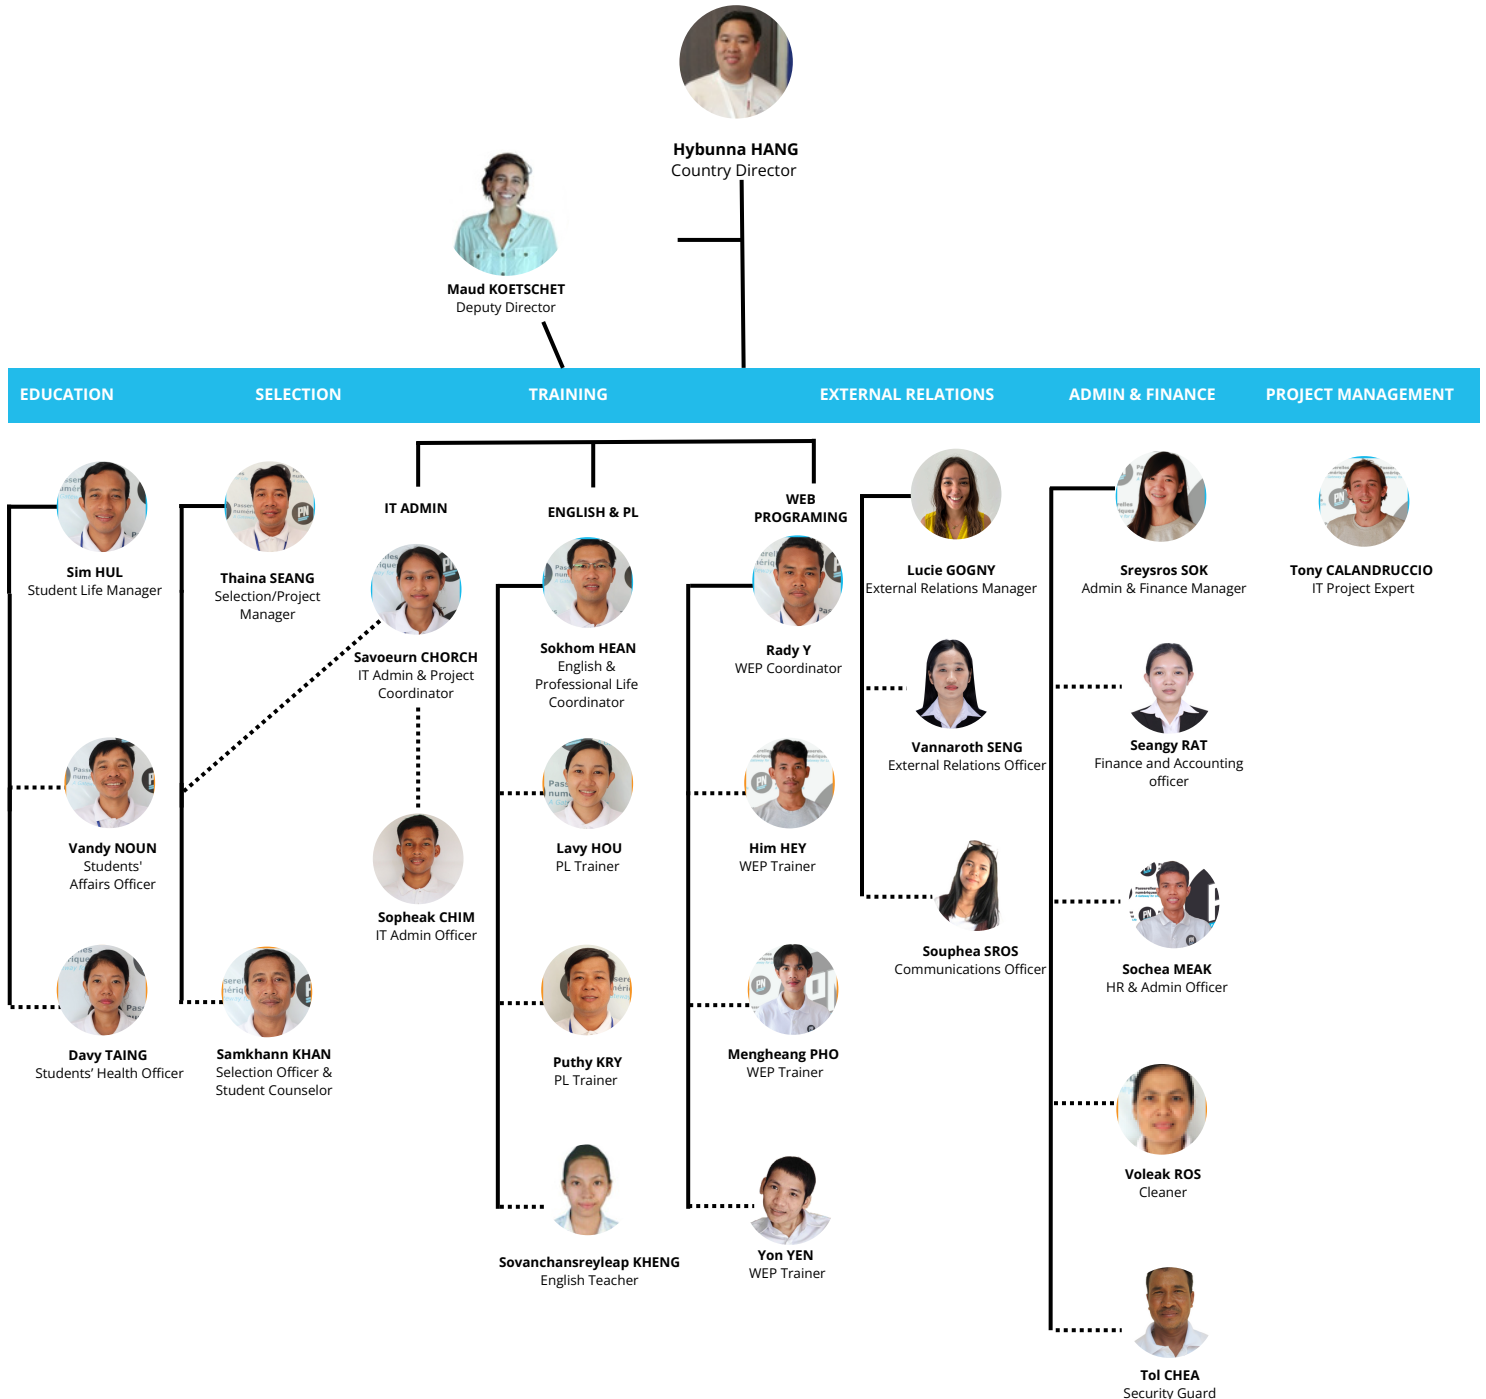 Hybunna HANG
Country Director
Maud KOETSCHET
Deputy Director
EDUCATION
SELECTION
TRAINING
EXTERNAL RELATIONS
ADMIN & FINANCE
PROJECT MANAGEMENT
Sim HUL
Student Life Manager
Vandy NOUN
Students'
Affairs Officer
Davy TAING
Students’ Health Officer
Thaina SEANG
Selection/Project
Manager
Samkhann KHAN
Selection Officer &
Student Counselor
IT ADMIN
Savoeurn CHORCH
IT Admin & Project
Coordinator
Sopheak CHIM
IT Admin Officer
ENGLISH & PL
Sokhom HEAN
English &
Professional Life
Coordinator
Lavy HOU
PL Trainer
Puthy KRY
PL Trainer
Sovanchansreyleap KHENG
English Teacher
WEB
PROGRAMING
Rady Y
WEP Coordinator
Him HEY
WEP Trainer
Mengheang PHO
WEP Trainer
Yon YEN
WEP Trainer
Lucie GOGNY
External Relations Manager
Vannaroth SENG
External Relations Officer
Souphea SROS
Communications Officer
Sreysros SOK
Admin & Finance Manager
Seangy RAT
Finance and Accounting
officer
Sochea MEAK
HR & Admin Officer
Voleak ROS
Cleaner
Tol CHEA
Security Guard
Tony CALANDRUCCIO
IT Project Expert